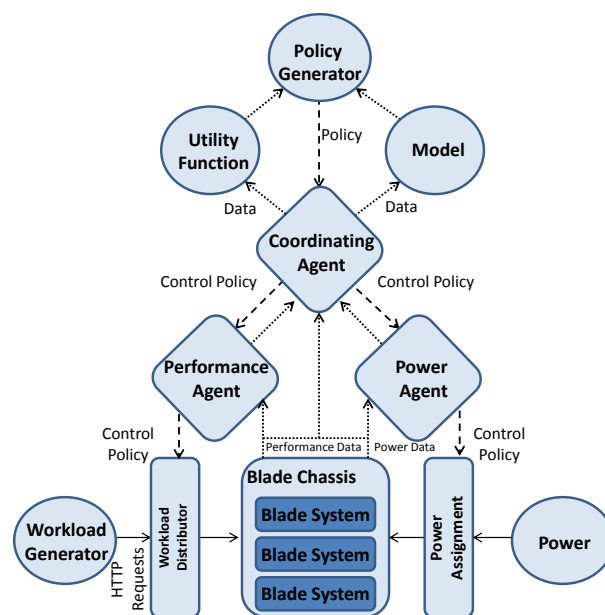 Policy
Generator
Policy
Utility
Function
Model
Data
Data
Coordinating
Agent
Control Policy
Control Policy
Performance
Agent
Power
Agent
Control
Policy
Performance Data
Power Data
Control
Policy
Blade Chassis
Workload
Generator
HTTP
Requests
Workload
Distributor
Blade System
Blade System
Blade System
Power
Assignment
Power